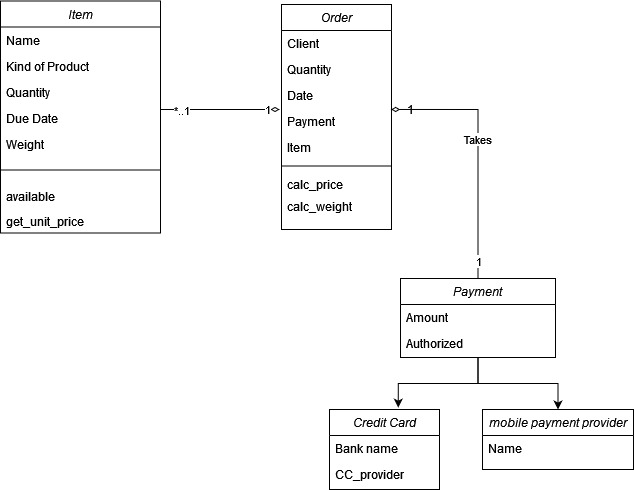 Item
Name
Kind of Product
Quantity
Due Date
Weight
available
get_unit_price
*..1
1
Order
Client
Quantity
Date
Payment
Item
calc_price
calc_weight
1
Takes
1
Payment
Amount
Authorized
Credit Card
Bank name
CC_provider
mobile payment provider
Name